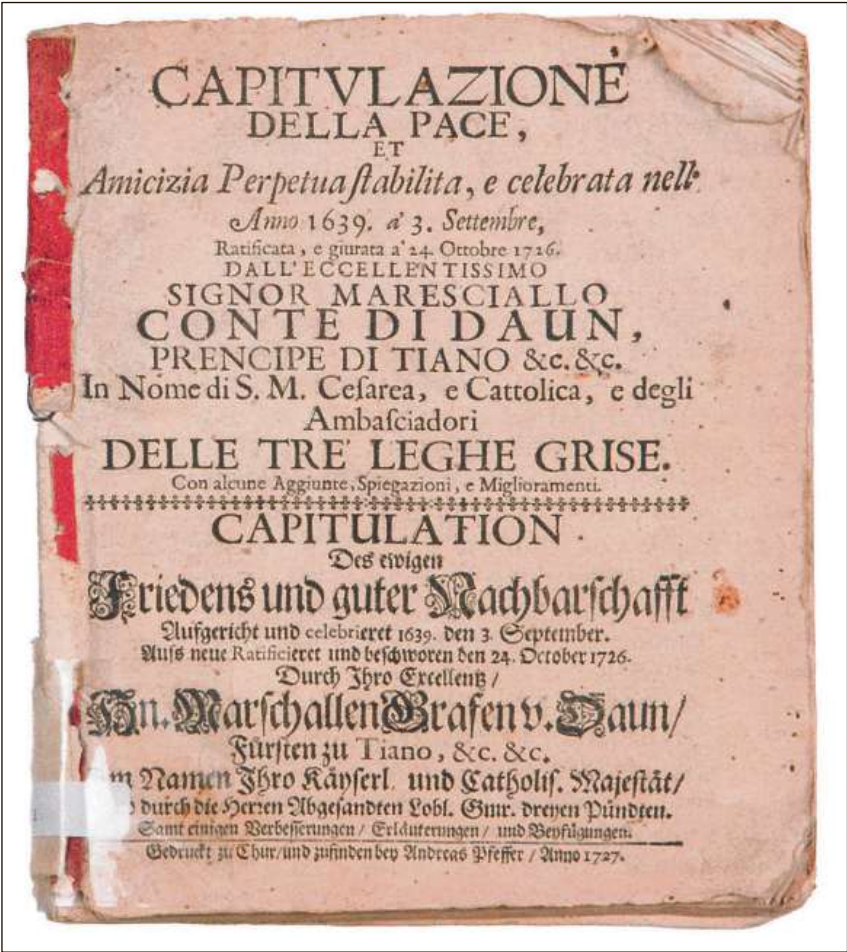 CAPITVLAZIONE
DELLA PACE,
ET
Amicizia Perpetua ſtabilita, e celebrata nell'
Anno 1639. a' 3. Settembre,
Ratificata, e giurata a' 24. Ottobre 1726.
DALL'ECCELLENTISSIMO
SIGNOR MARESCIALLO
CONTE DI DAUN,
PRENCIPE DI TIANO &c. &c.
In Nome di S. M. Ceſarea, e Cattolica, e degli
Ambaſciadori
DELLE TRE' LEGHE GRISE.
Con alcune Aggiunte, Spiegazioni, e Miglioramenti.
CAPITULATION
Des ewigen
Friedens und guter Nachbarſchafft
Aufgericht und celebrieret 1639. den 3. September.
Aufs neue Ratificieret und beſchworen den 24. October 1726.
Durch Ihro Excellentz /
Hn. Marſchallen Grafen v. Daun /
Fürſten zu Tiano, &c. &c.
Namen Ihro Käyſerl. und Catholiſ. Majeſtät /
durch die Herren Abgeſandten Lobl. Gmr. dreyen Pündten.
Samt einigen Verbeſſerungen / Erläuterungen / und Beyfügungen.
Gedruckt zu Chur / und zufinden bey Andreas Pfeffer / Anno 1727.